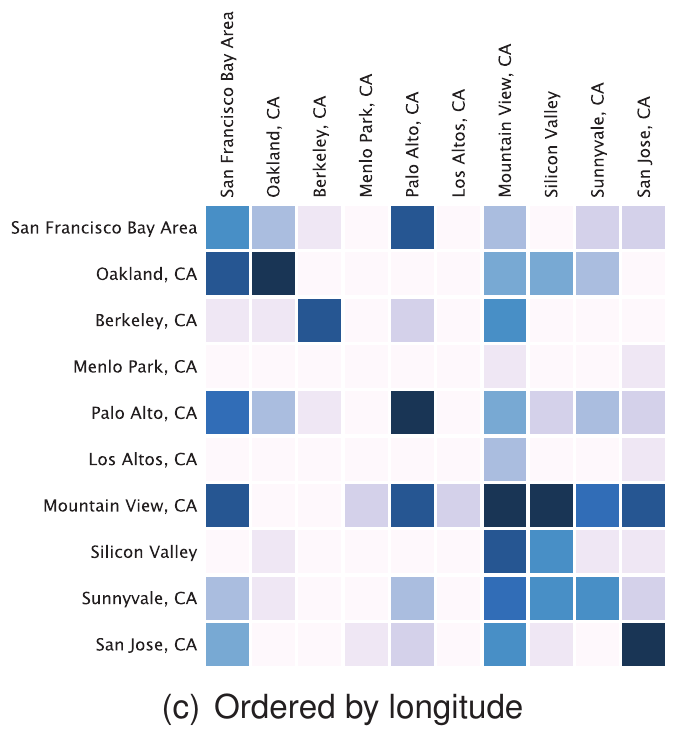 San Francisco Bay Area
Oakland, CA
Berkeley, CA
Menlo Park, CA
Palo Alto, CA
Los Altos, CA
Mountain View, CA
Silicon Valley
Sunnyvale, CA
San Jose, CA
San Francisco Bay Area
Oakland, CA
Berkeley, CA
Menlo Park, CA
Palo Alto, CA
Los Altos, CA
Mountain View, CA
Silicon Valley
Sunnyvale, CA
San Jose, CA
(c) Ordered by longitude